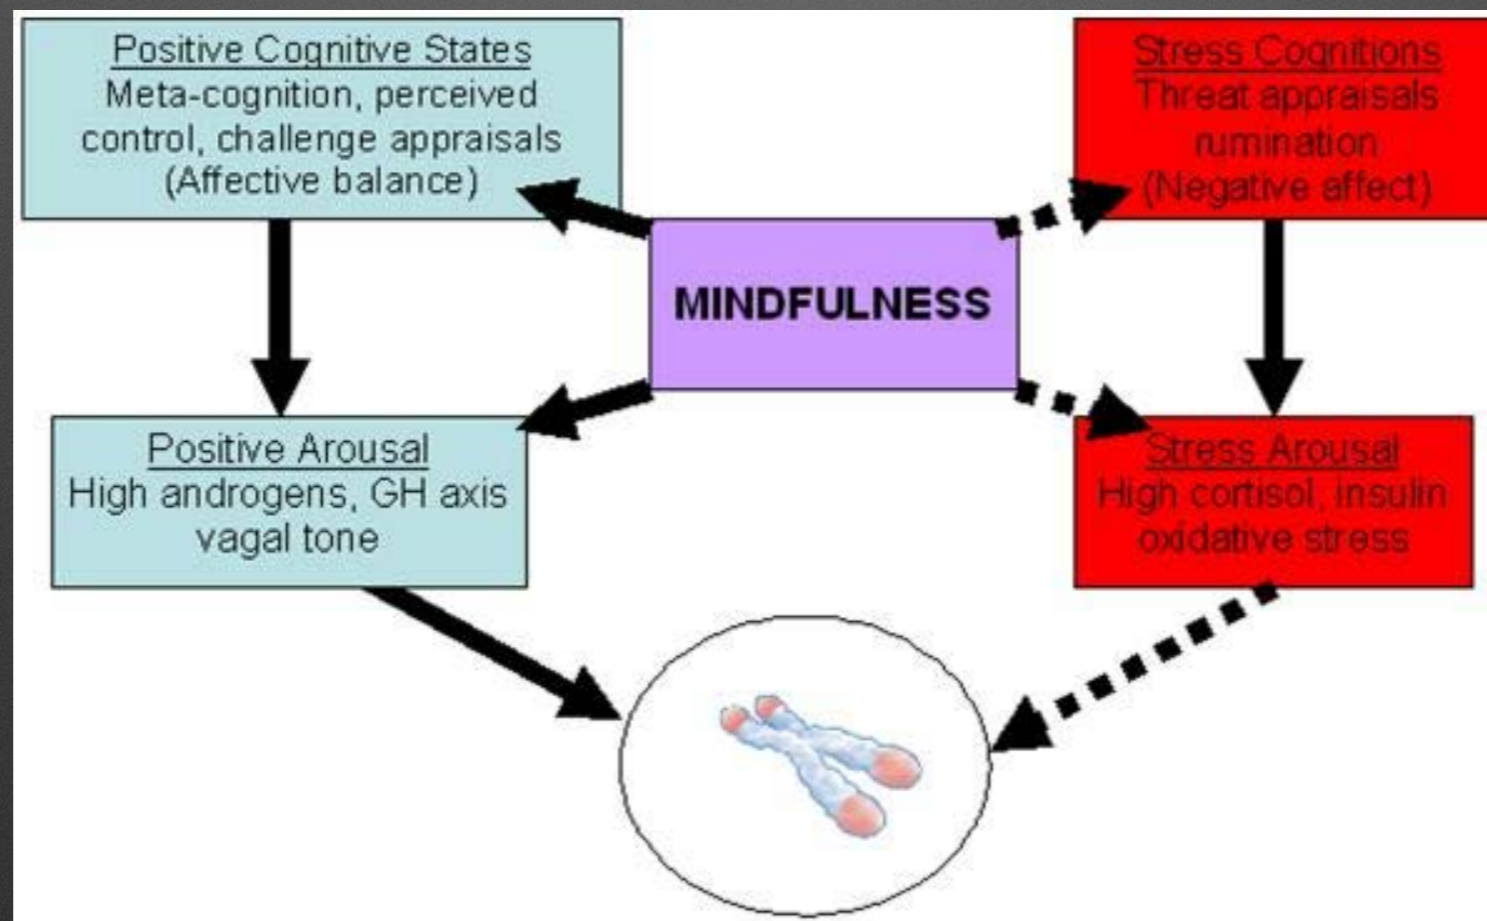 Positive Cognitive States
Meta-cognition, perceived
control, challenge appraisals
(Affective balance)
Stress Cognitions
Threat appraisals
rumination
(Negative affect)
MINDFULNESS
Positive Arousal
High androgens, GH axis
vagal tone
Stress Arousal
High cortisol, insulin
oxidative stress